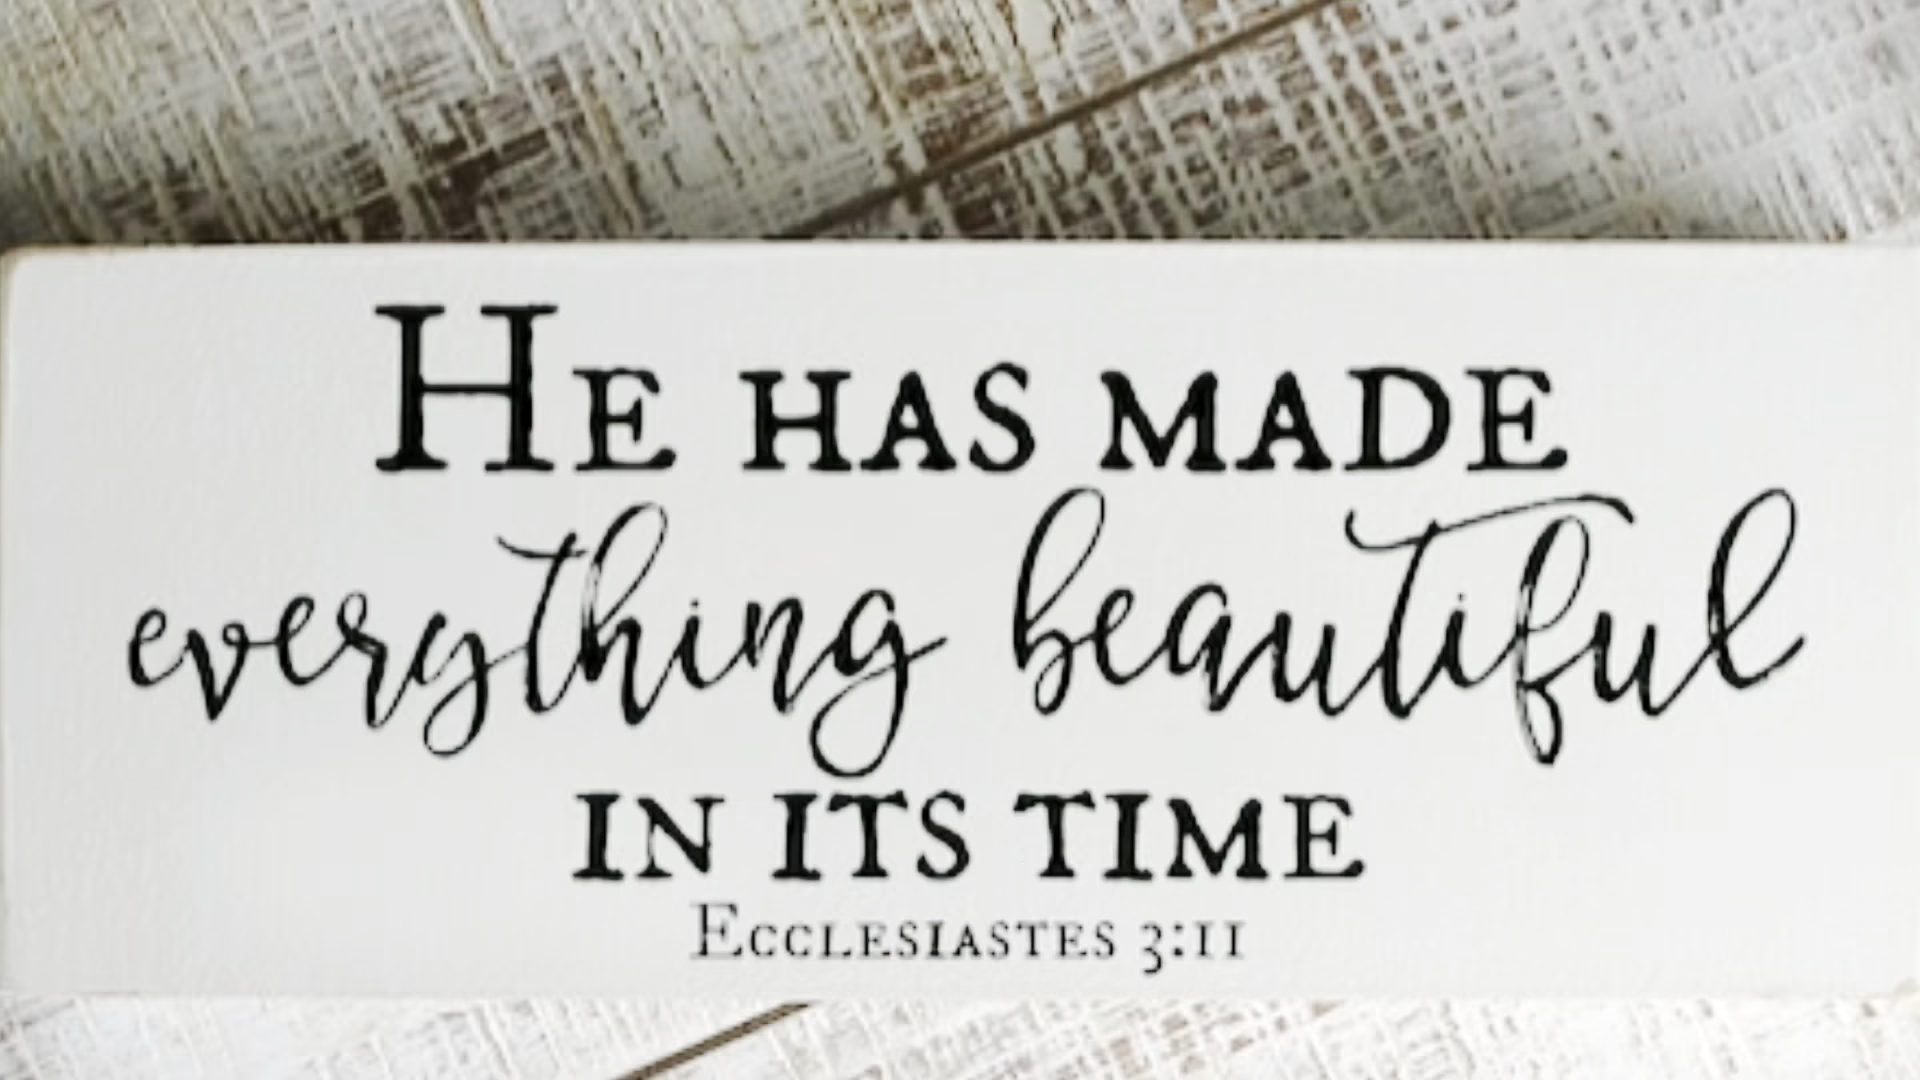 He has made
everything beautiful
in its time
Ecclesiastes 3:11